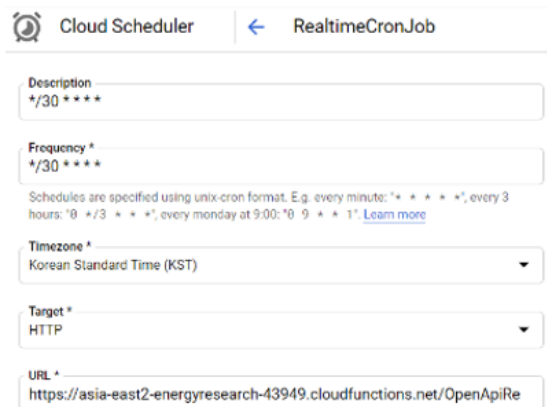 Cloud Scheduler
RealtimeCronJob
Description
*/30 * * * *
Frequency *
*/30 * * * *
Schedules are specified using unix-cron format. E.g. every minute: "* * * * *", every 3
hours: "0 */3 * * *", every monday at 9:00: "0 9 * * 1". Learn more
Timezone *
Korean Standard Time (KST)
Target *
HTTP
URL *
https://asia-east2-energyresearch-43949.cloudfunctions.net/OpenApiRe